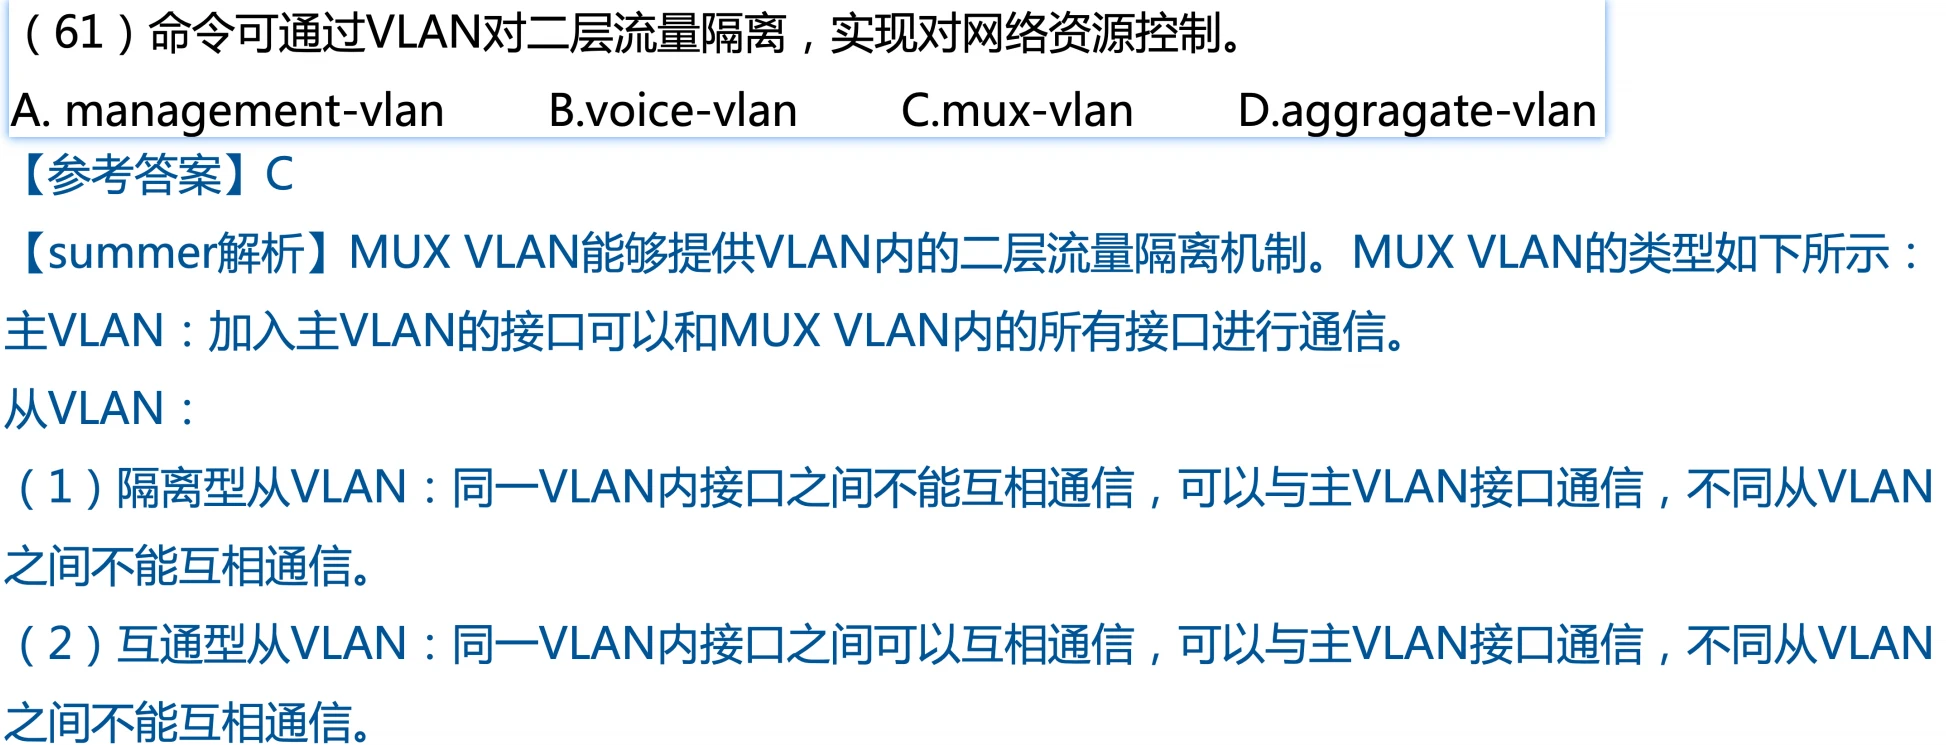 （61）命令可通过VLAN对二层流量隔离，实现对网络资源控制。
A. management-vlan B.voice-vlan C.mux-vlan D.aggragate-vlan
【参考答案】C
【summer解析】MUX VLAN能够提供VLAN内的二层流量隔离机制。MUX VLAN的类型如下所示：
主VLAN：加入主VLAN的接口可以和MUX VLAN内的所有接口进行通信。
从VLAN：
（1）隔离型从VLAN：同一VLAN内接口之间不能互相通信，可以与主VLAN接口通信，不同从VLAN
之间不能互相通信。
（2）互通型从VLAN：同一VLAN内接口之间可以互相通信，可以与主VLAN接口通信，不同从VLAN
之间不能互相通信。